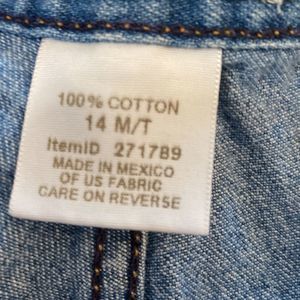 100% COTTON
14 M/T
ItemID 271789
MADE IN MEXICO
OF US FABRIC
CARE ON REVERSE